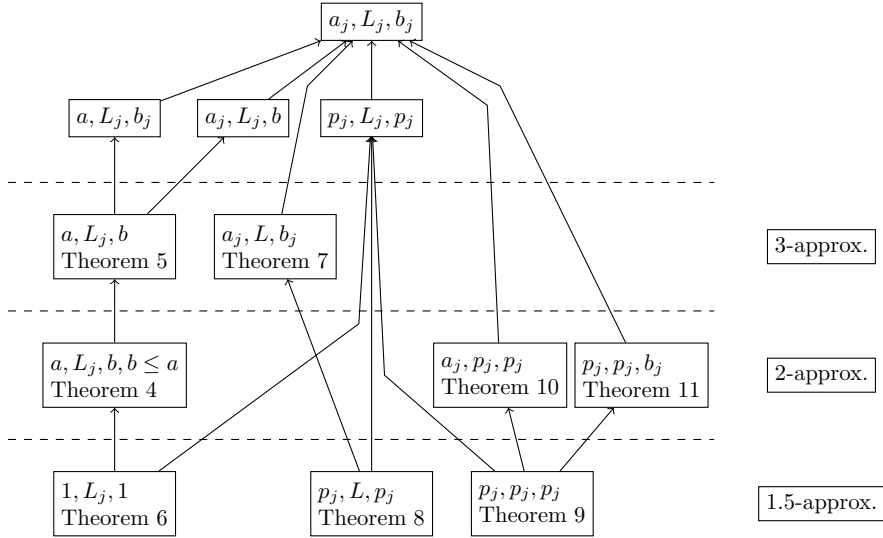 a_j, L_j, b_j
a, L_j, b_j
a_j, L_j, b
p_j, L_j, p_j
a, L_j, b
Theorem 5
a_j, L, b_j
Theorem 7
3-approx.
a, L_j, b, b ≤ a
Theorem 4
a_j, p_j, p_j
Theorem 10
p_j, p_j, b_j
Theorem 11
2-approx.
1, L_j, 1
Theorem 6
p_j, L, p_j
Theorem 8
p_j, p_j, p_j
Theorem 9
1.5-approx.